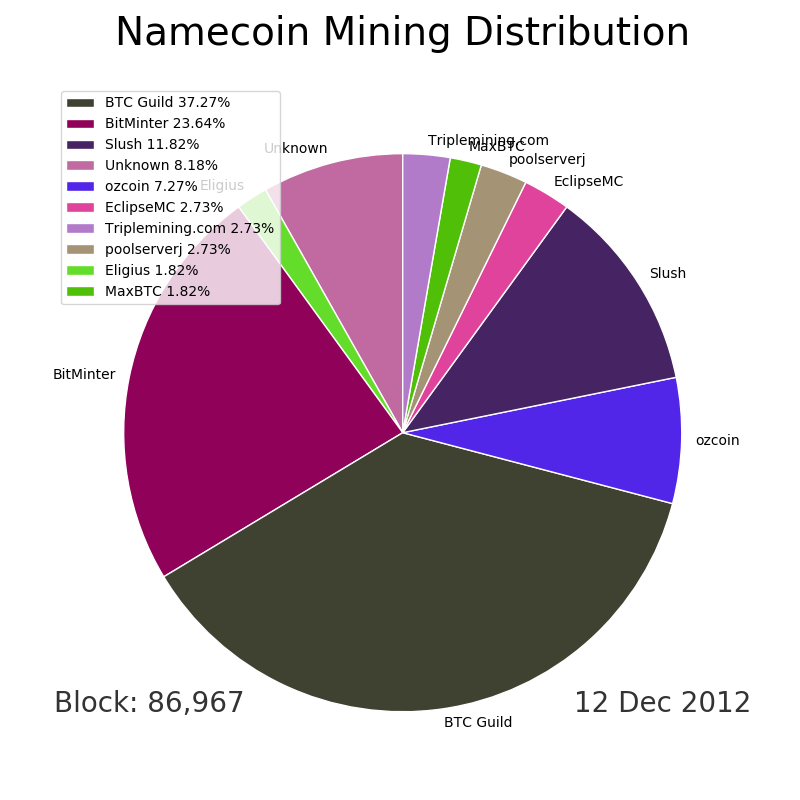 Namecoin Mining Distribution
BTC Guild 37.27%
BitMinter 23.64%
Slush 11.82%
Unknown 8.18%
ozcoin 7.27%
EclipseMC 2.73%
Triplemining.com 2.73%
poolserverj 2.73%
Eligius 1.82%
MaxBTC 1.82%
Unknown
Eligius
Triplemining.com
MaxBTC
poolserverj
EclipseMC
Slush
BitMinter
ozcoin
BTC Guild
Block: 86,967
12 Dec 2012